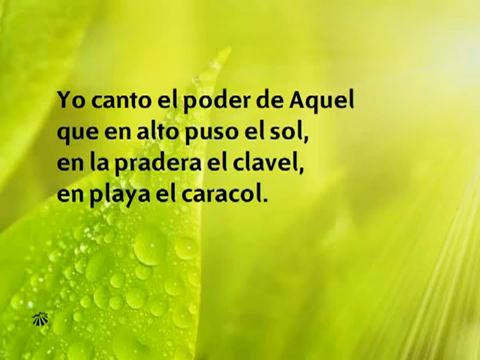 Yo canto el poder de Aquel
que en alto puso el sol,
en la pradera el clavel,
en playa el caracol.